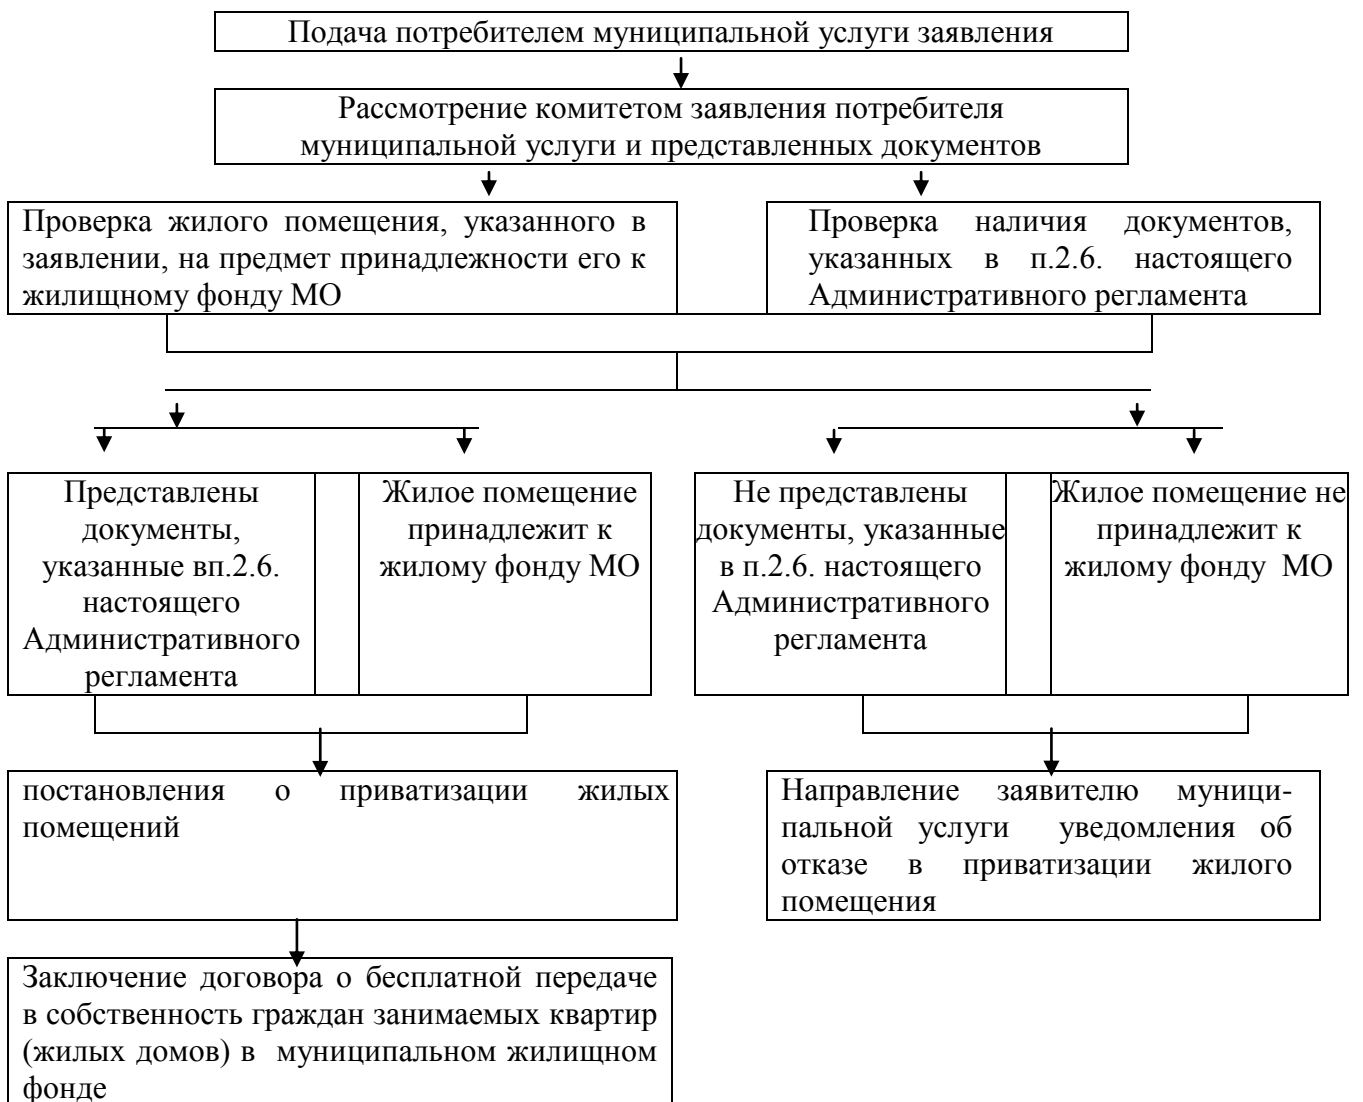 Подача потребителем муниципальной услуги заявления
Рассмотрение комитетом заявления потребителя
муниципальной услуги и представленных документов
Проверка жилого помещения, указанного в
заявлении, на предмет принадлежности его к
жилищному фонду МО
Проверка наличия документов,
указанных в п.2.6. настоящего
Административного регламента
Представлены
документы,
указанные вп.2.6.
настоящего
Административного
регламента
Жилое помещение
принадлежит к
жилому фонду МО
Не представлены
документы, указанные
в п.2.6. настоящего
Административного
регламента
Жилое помещение не
принадлежит к
жилому фонду МО
постановления о приватизации жилых
помещений
Направление заявителю муници-
пальной услуги уведомления об
отказе в приватизации жилого
помещения
Заключение договора о бесплатной передаче
в собственность граждан занимаемых квартир
(жилых домов) в муниципальном жилищном
фонде